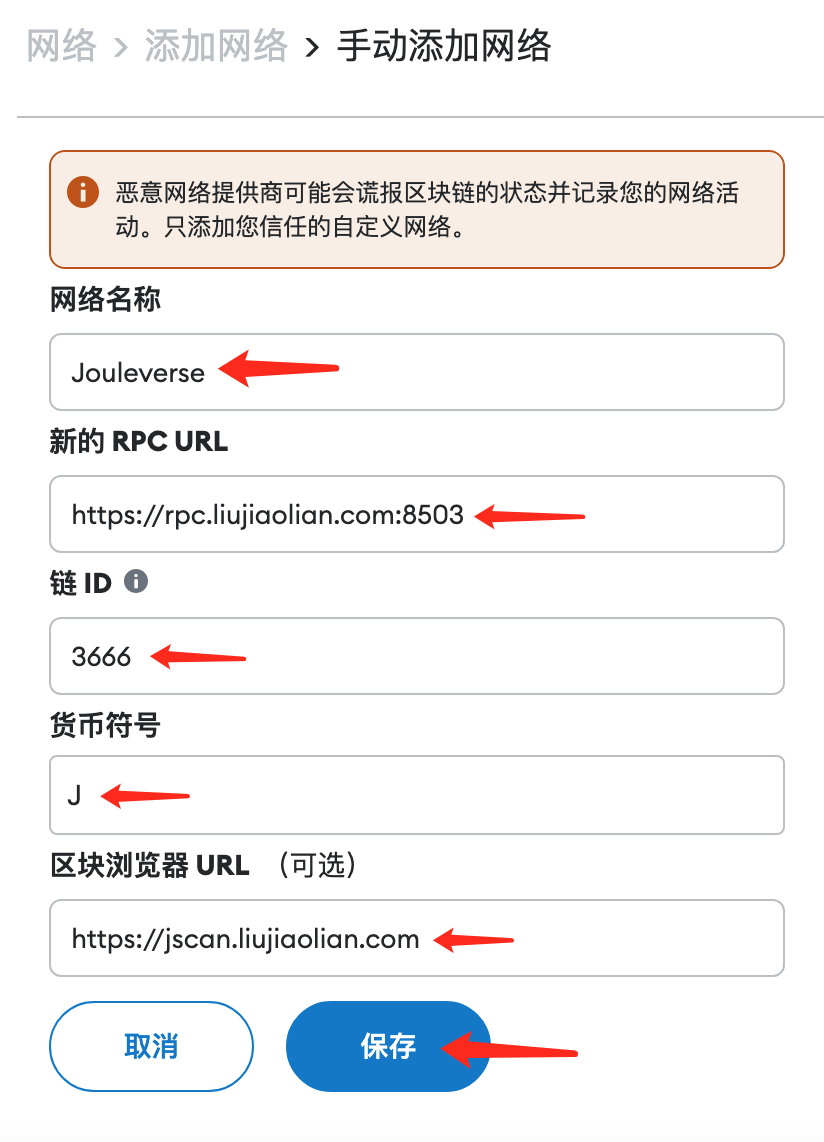 网络 > 添加网络 > 手动添加网络
恶意网络提供商可能会谎报区块链的状态并记录您的网络活
动。只添加您信任的自定义网络。
网络名称
Jouleverse
新的 RPC URL
https://rpc.liujiaolian.com:8503
链 ID
3666
货币符号
J
区块浏览器 URL （可选）
https://jscan.liujiaolian.com
取消 保存